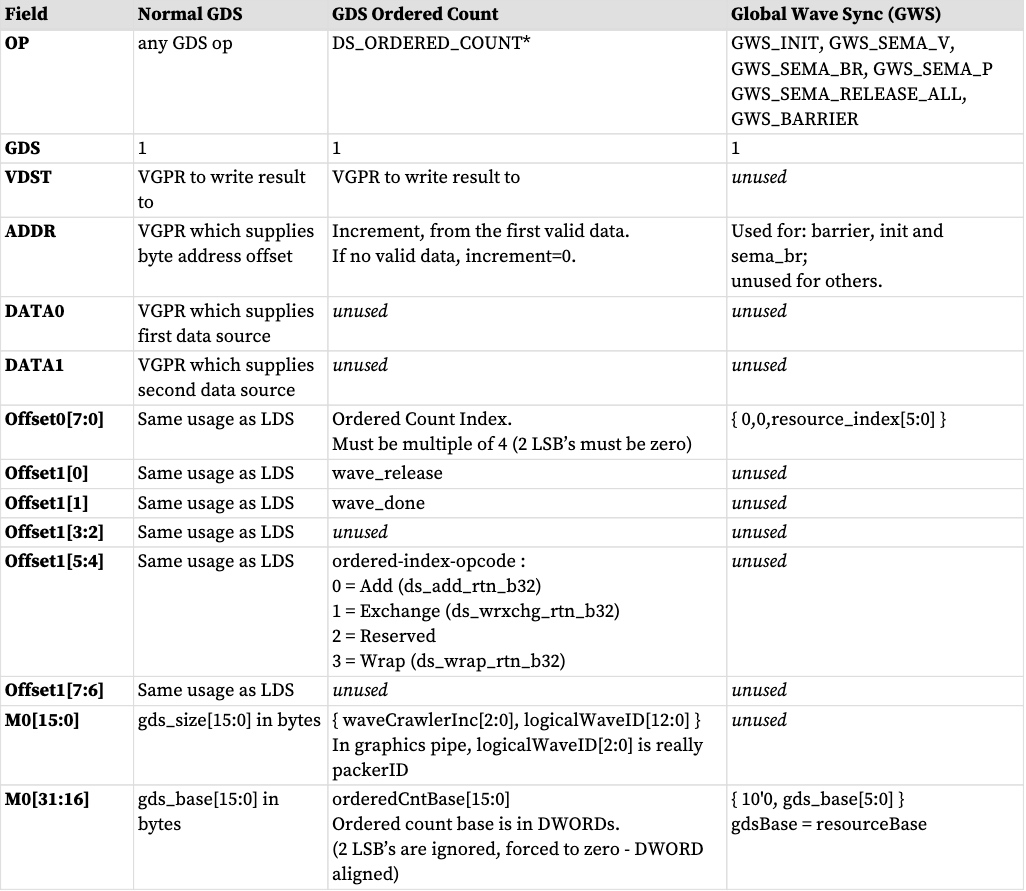 Field Normal GDS GDS Ordered Count Global Wave Sync (GWS)
OP any GDS op DS_ORDERED_COUNT* GWS_INIT, GWS_SEMA_V,
GWS_SEMA_BR, GWS_SEMA_P
GWS_SEMA_RELEASE_ALL,
GWS_BARRIER
GDS 1 1 1
VDST VGPR to write result VGPR to write result to unused
to
ADDR VGPR which supplies Increment, from the first valid data. Used for: barrier, init and
byte address offset If no valid data, increment=0. sema_br;
unused for others.
DATA0 VGPR which supplies unused unused
first data source
DATA1 VGPR which supplies unused unused
second data source
Offset0[7:0] Same usage as LDS Ordered Count Index. { 0,0,resource_index[5:0] }
Must be multiple of 4 (2 LSB’s must be zero)
Offset1[0] Same usage as LDS wave_release unused
Offset1[1] Same usage as LDS wave_done unused
Offset1[3:2] Same usage as LDS unused unused
Offset1[5:4] Same usage as LDS ordered-index-opcode : unused
0 = Add (ds_add_rtn_b32)
1 = Exchange (ds_wrxchg_rtn_b32)
2 = Reserved
3 = Wrap (ds_wrap_rtn_b32)
Offset1[7:6] Same usage as LDS unused unused
M0[15:0] gds_size[15:0] in bytes { waveCrawlerInc[2:0], logicalWaveID[12:0] } unused
In graphics pipe, logicalWaveID[2:0] is really
packerID
M0[31:16] gds_base[15:0] in orderedCntBase[15:0] { 10'0, gds_base[5:0] }
bytes Ordered count base is in DWORDs. gdsBase = resourceBase
(2 LSB’s are ignored, forced to zero - DWORD
aligned)